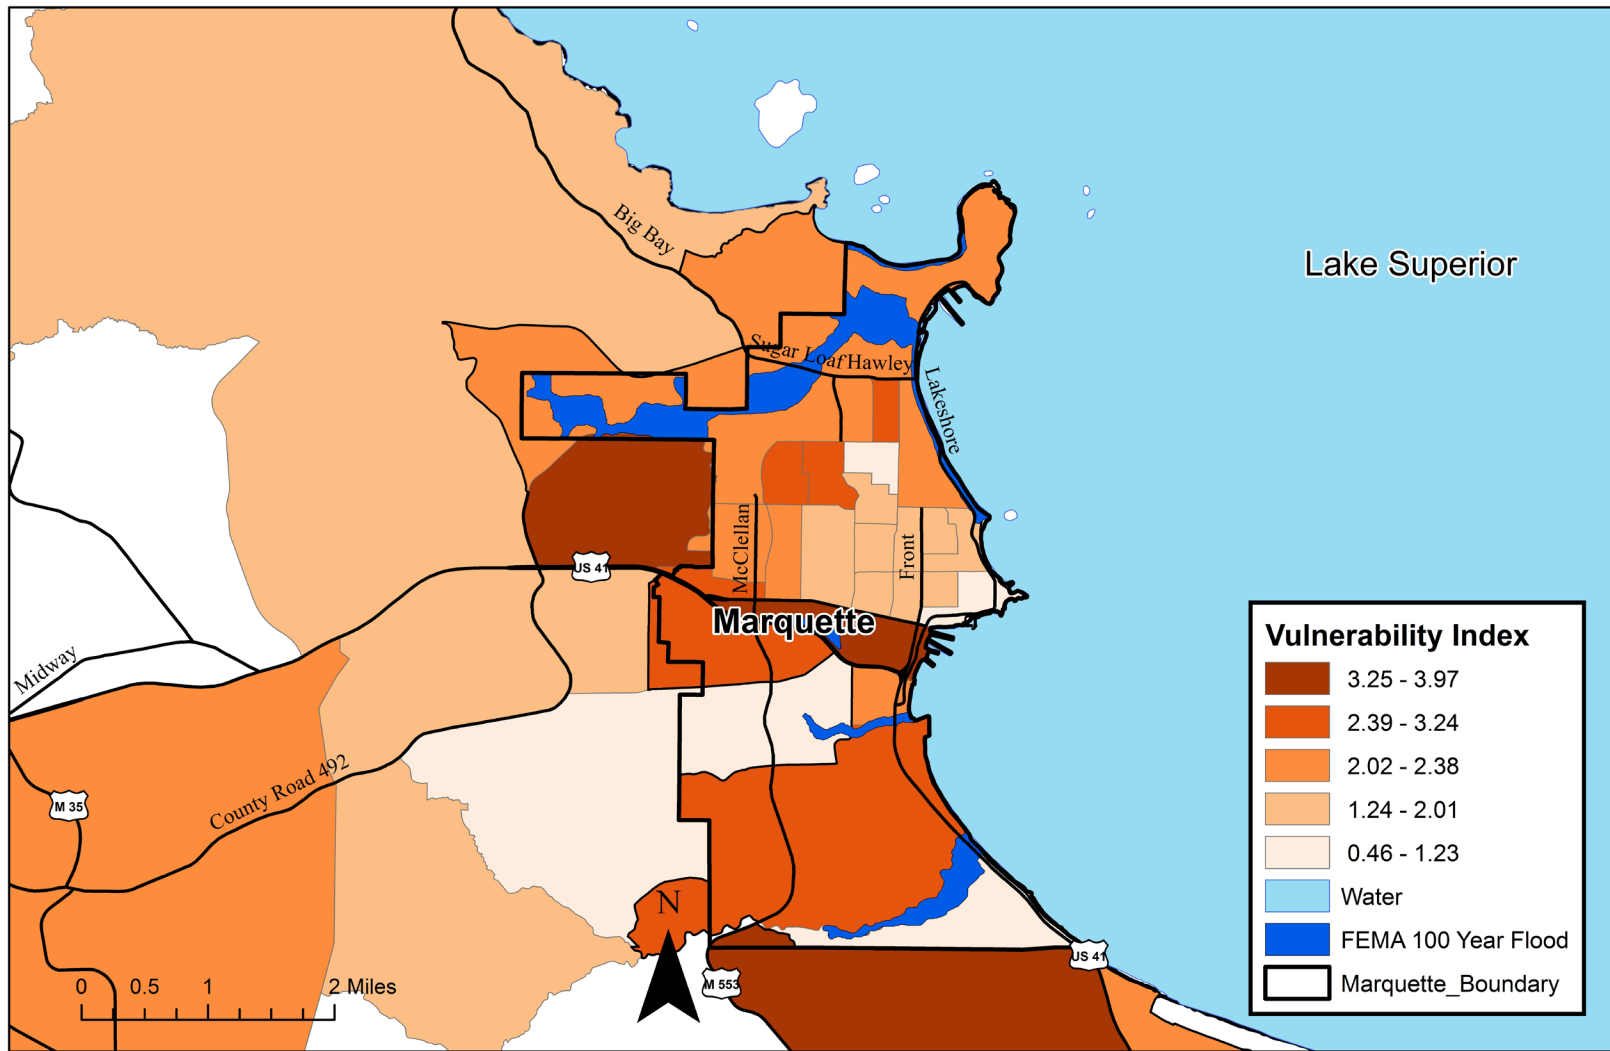 Big Bay
Lake Superior
Sugar Loaf
Hawley
Lakeshore
McClellan
Front
US 41
Marquette
Midway
County Road 492
M 35
N
M 553
US 41
0 0.5 1 2 Miles
Vulnerability Index
3.25 - 3.97
2.39 - 3.24
2.02 - 2.38
1.24 - 2.01
0.46 - 1.23
Water
FEMA 100 Year Flood
Marquette_Boundary